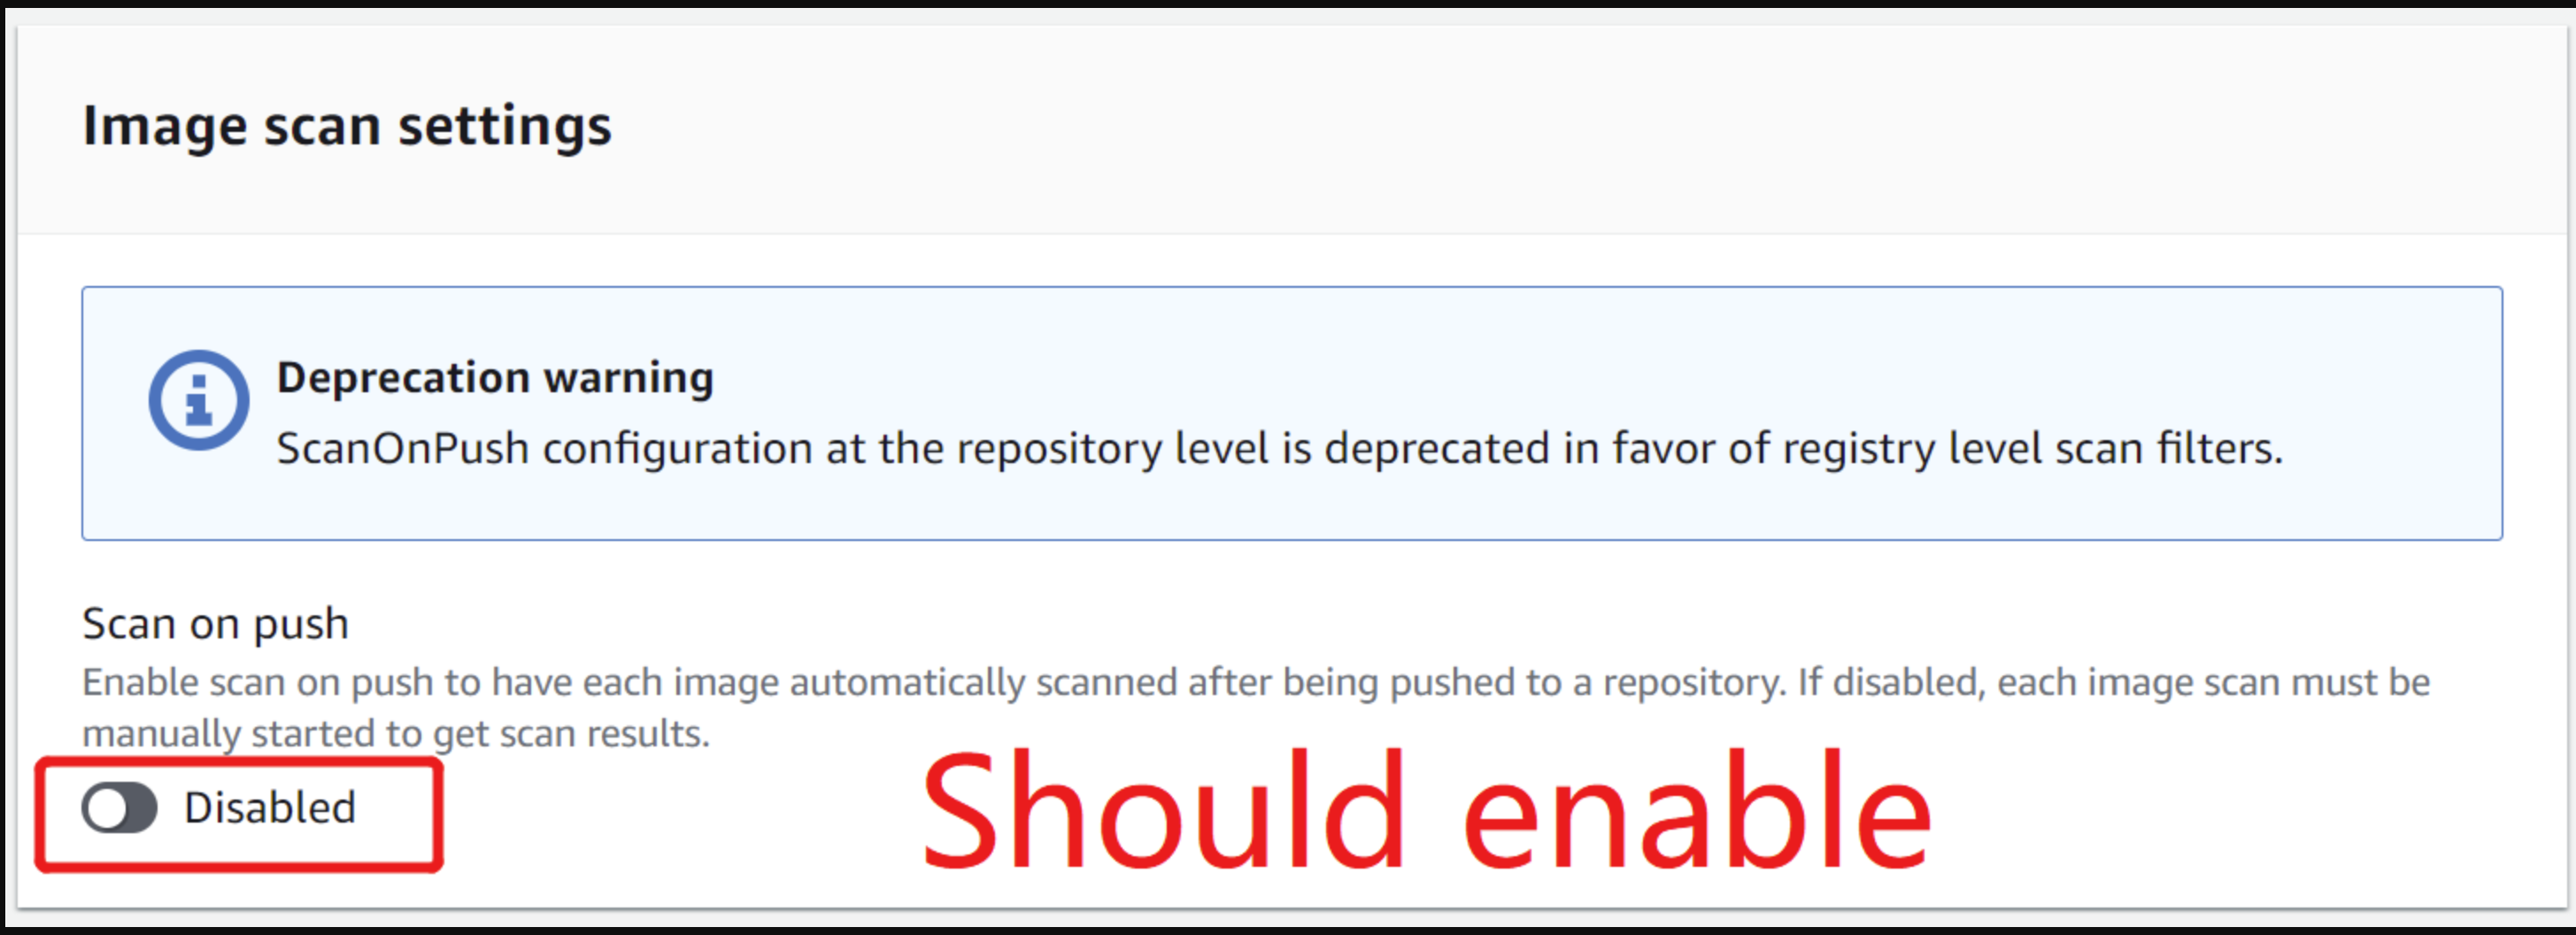 Image scan settings
Deprecation warning
ScanOnPush configuration at the repository level is deprecated in favor of registry level scan filters.
Scan on push
Enable scan on push to have each image automatically scanned after being pushed to a repository. If disabled, each image scan must be
manually started to get scan results.
Disabled
Should enable